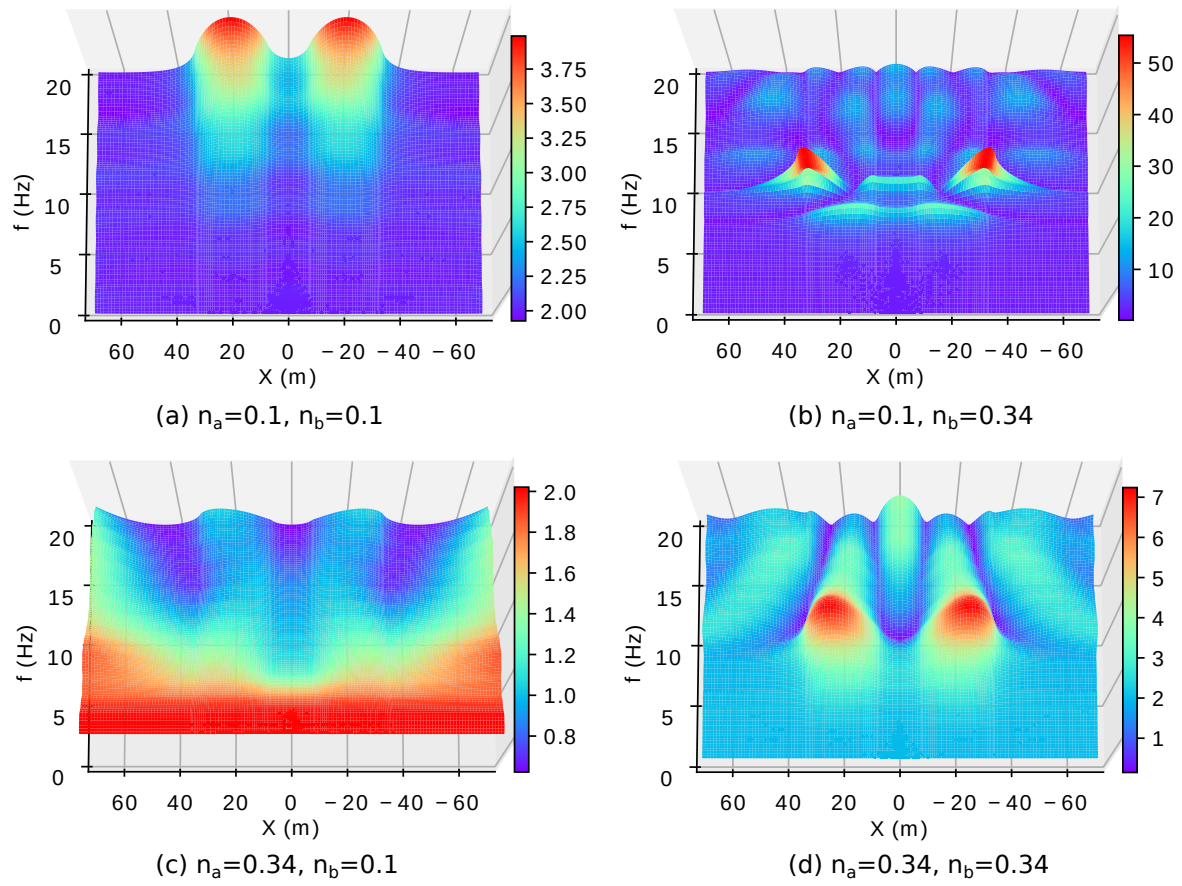 20
15
10
5
0
f (Hz)
60 40 20 0 −20 −40 −60
X (m)
3.75
3.50
3.25
3.00
2.75
2.50
2.25
2.00
(a) nₐ=0.1, n_b=0.1
20
15
10
5
0
f (Hz)
60 40 20 0 −20 −40 −60
X (m)
50
40
30
20
10
(b) nₐ=0.1, n_b=0.34
20
15
10
5
0
f (Hz)
60 40 20 0 −20 −40 −60
X (m)
2.0
1.8
1.6
1.4
1.2
1.0
0.8
(c) nₐ=0.34, n_b=0.1
20
15
10
5
0
f (Hz)
60 40 20 0 −20 −40 −60
X (m)
7
6
5
4
3
2
1
(d) nₐ=0.34, n_b=0.34